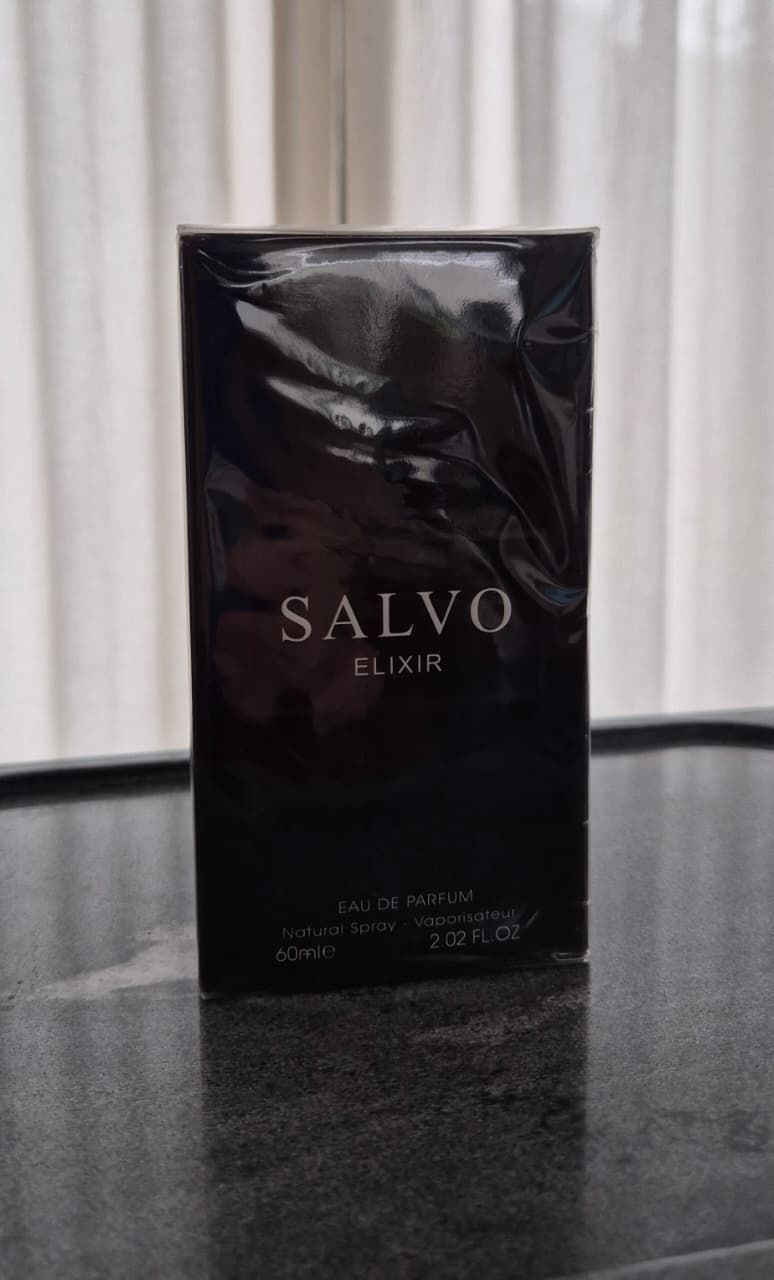 SALVO
ELIXIR
EAU DE PARFUM
Natural Spray · Vaporisateur
60ml℮ 2.02 FL.OZ